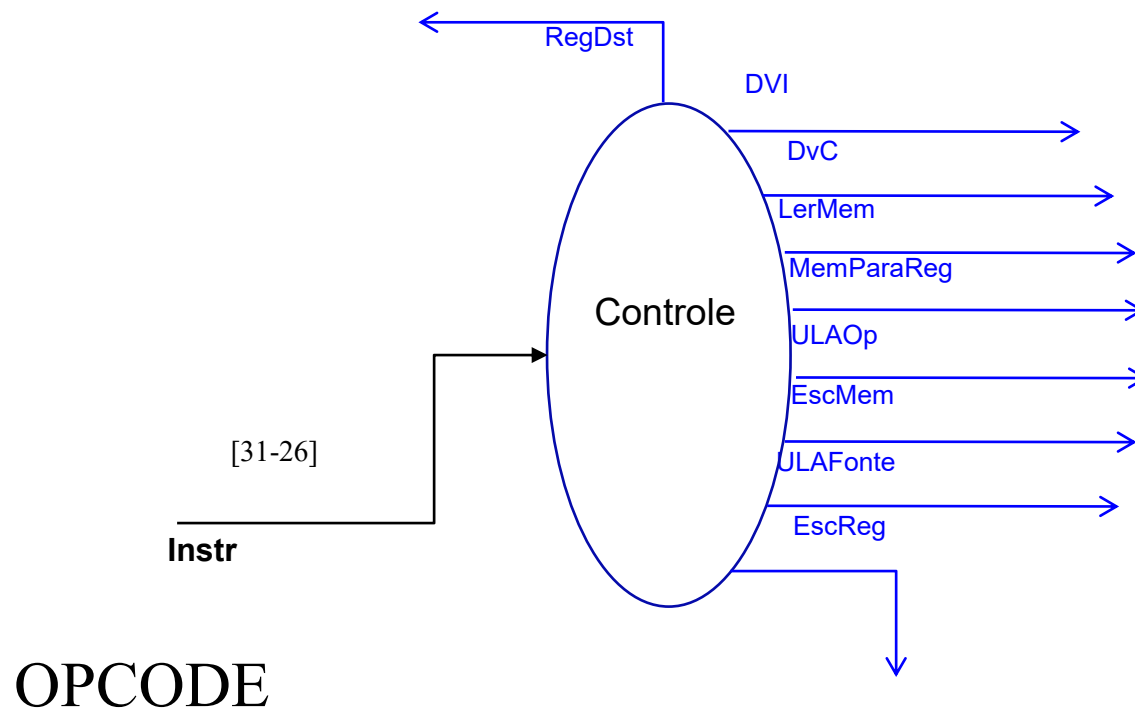 RegDst
DVI
DvC
LerMem
MemParaReg
Controle
ULAOp
EscMem
[31-26]
ULAFonte
EscReg
Instr
OPCODE